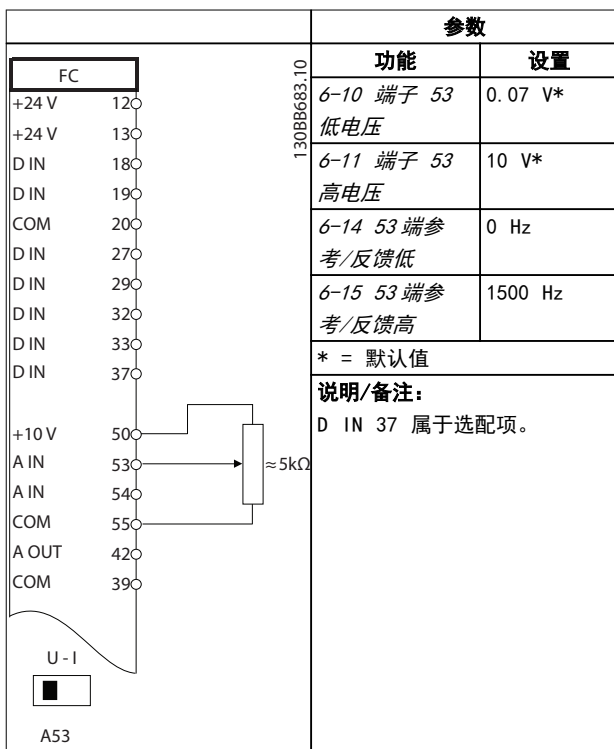 参数
功能 设置
6-10 端子 53
低电压
0.07 V*
6-11 端子 53
高电压
10 V*
6-14 53 端参
考/反馈低
0 Hz
6-15 53 端参
考/反馈高
1500 Hz
* = 默认值
说明/备注:
D IN 37 属于选配项。
FC
130BB683.10
+24 V 12
+24 V 13
D IN 18
D IN 19
COM 20
D IN 27
D IN 29
D IN 32
D IN 33
D IN 37
+10 V 50
A IN 53
A IN 54
COM 55
A OUT 42
COM 39
≈5kΩ
U - I
A53